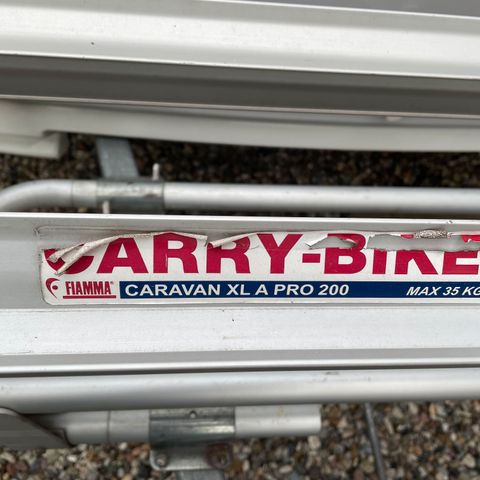 CARRY-BIKE
FIAMMA® CARAVAN XL A PRO 200 MAX 35 KG